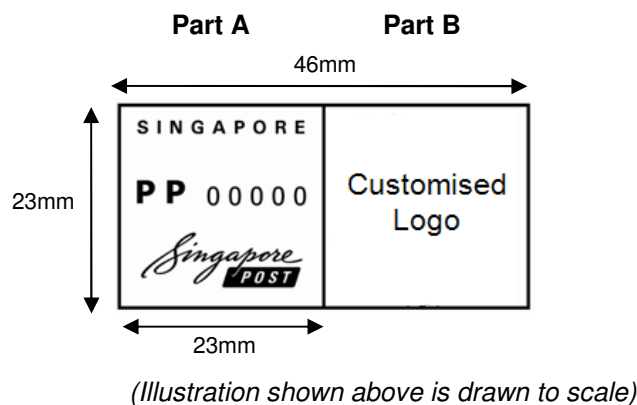 Part A Part B
46mm
SINGAPORE
PP 00000
Singapore
POST
Customised
Logo
23mm
23mm
(Illustration shown above is drawn to scale)